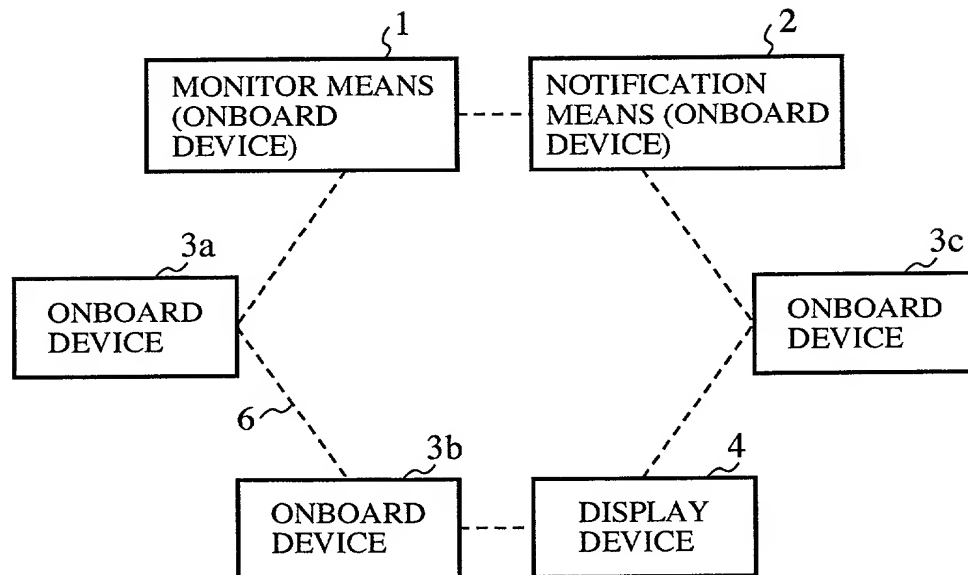 1
2
MONITOR MEANS
(ONBOARD
DEVICE)
NOTIFICATION
MEANS (ONBOARD
DEVICE)
3a
3c
ONBOARD
DEVICE
ONBOARD
DEVICE
6
3b
4
ONBOARD
DEVICE
DISPLAY
DEVICE